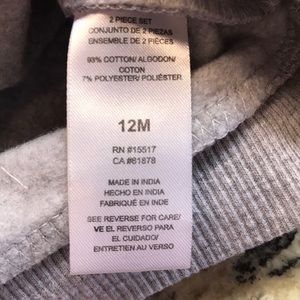 2 PIECE SET
CONJUNTO DE 2 PIEZAS
ENSEMBLE DE 2 PIÈCES
93% COTTON/ ALGODON/
COTON
7% POLYESTER/ POLIÉSTER
12M
RN #15517
CA #61878
MADE IN INDIA
HECHO EN INDIA
FABRIQUÉ EN INDE
SEE REVERSE FOR CARE/
VE EL REVERSO PARA
EL CUIDADO/
ENTRETIEN AU VERSO